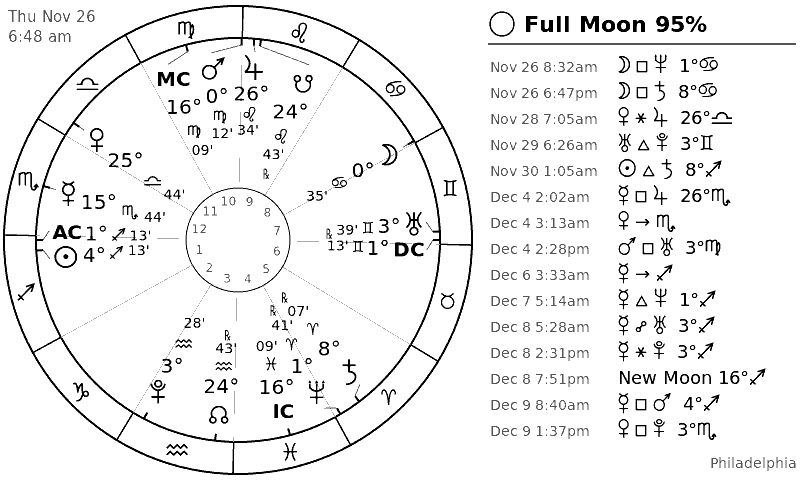 Thu Nov 26
6:48 am
♍ ♌
♎ ♋
♏ ♊
♐ ♉
♑ ♈
♒ ♓
MC 16° ♍ 09'
♂ 0° ♍ 12'
♃ 26° ♌ 34'
☋ 24° ♌ 43' ℞
☽ 0° ♋ 35'
♀ 25° ♎ 44'
☿ 15° ♏ 44'
AC 1° ♐ 13'
☉ 4° ♐ 13'
♅ 3° ♊ 39' ℞
DC 1° ♊ 13'
♇ 3° ♒ 28'
☊ 24° ♒ 43' ℞
IC 16° ♓ 09'
♆ 1° ♈ 41' ℞
♄ 8° ♈ 07' ℞
1
2
3
4
5
6
7
8
9
10
11
12
Full Moon 95%
Nov 26 8:32am ☽ □ ♆ 1°♋
Nov 26 6:47pm ☽ □ ♄ 8°♋
Nov 28 7:05am ♀ ⚹ ♃ 26°♎
Nov 29 6:26am ♅ △ ♇ 3°♊
Nov 30 1:05am ☉ △ ♄ 8°♐
Dec 4 2:02am ☿ □ ♃ 26°♏
Dec 4 3:13am ♀ → ♏
Dec 4 2:28pm ♂ □ ♅ 3°♍
Dec 6 3:33am ☿ → ♐
Dec 7 5:14am ☿ △ ♆ 1°♐
Dec 8 5:28am ☿ ☍ ♅ 3°♐
Dec 8 2:31pm ☿ ⚹ ♇ 3°♐
Dec 8 7:51pm New Moon 16°♐
Dec 9 8:40am ☿ □ ♂ 4°♐
Dec 9 1:37pm ♀ □ ♇ 3°♏
Philadelphia